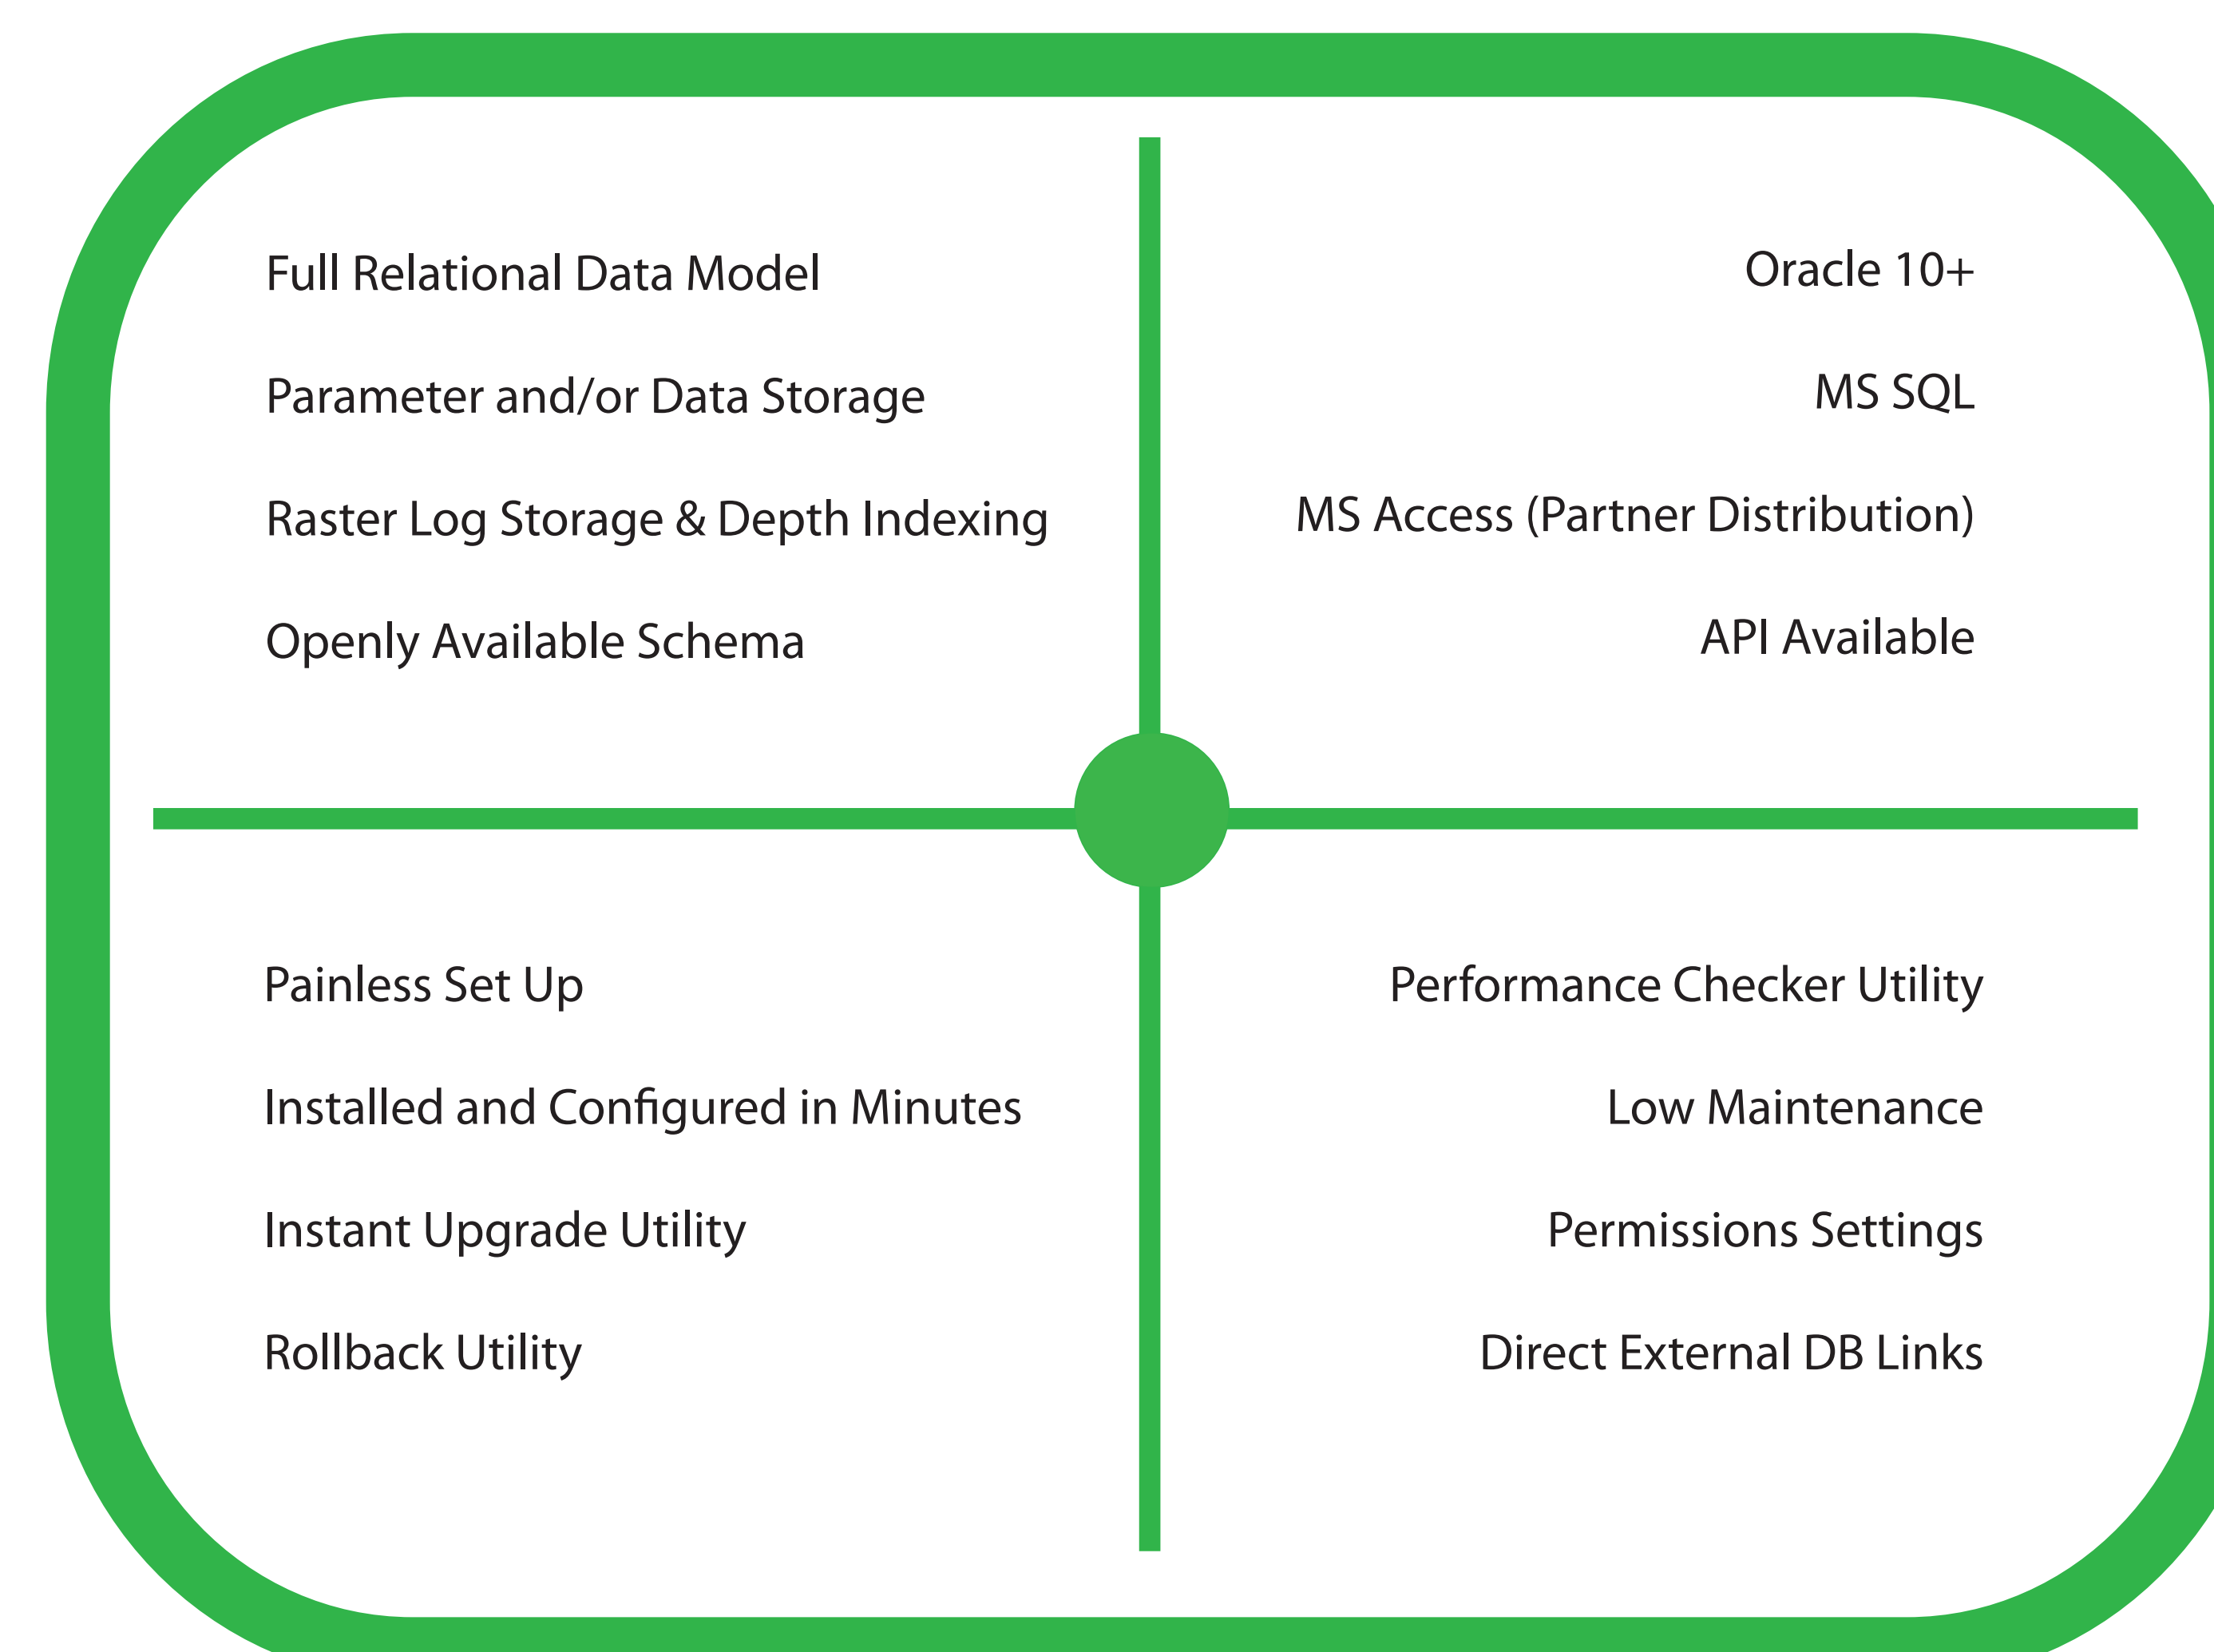 Full Relational Data Model
Parameter and/or Data Storage
Raster Log Storage & Depth Indexing
Openly Available Schema
Oracle 10+
MS SQL
MS Access (Partner Distribution)
API Available
Painless Set Up
Installed and Configured in Minutes
Instant Upgrade Utility
Rollback Utility
Performance Checker Utility
Low Maintenance
Permissions Settings
Direct External DB Links